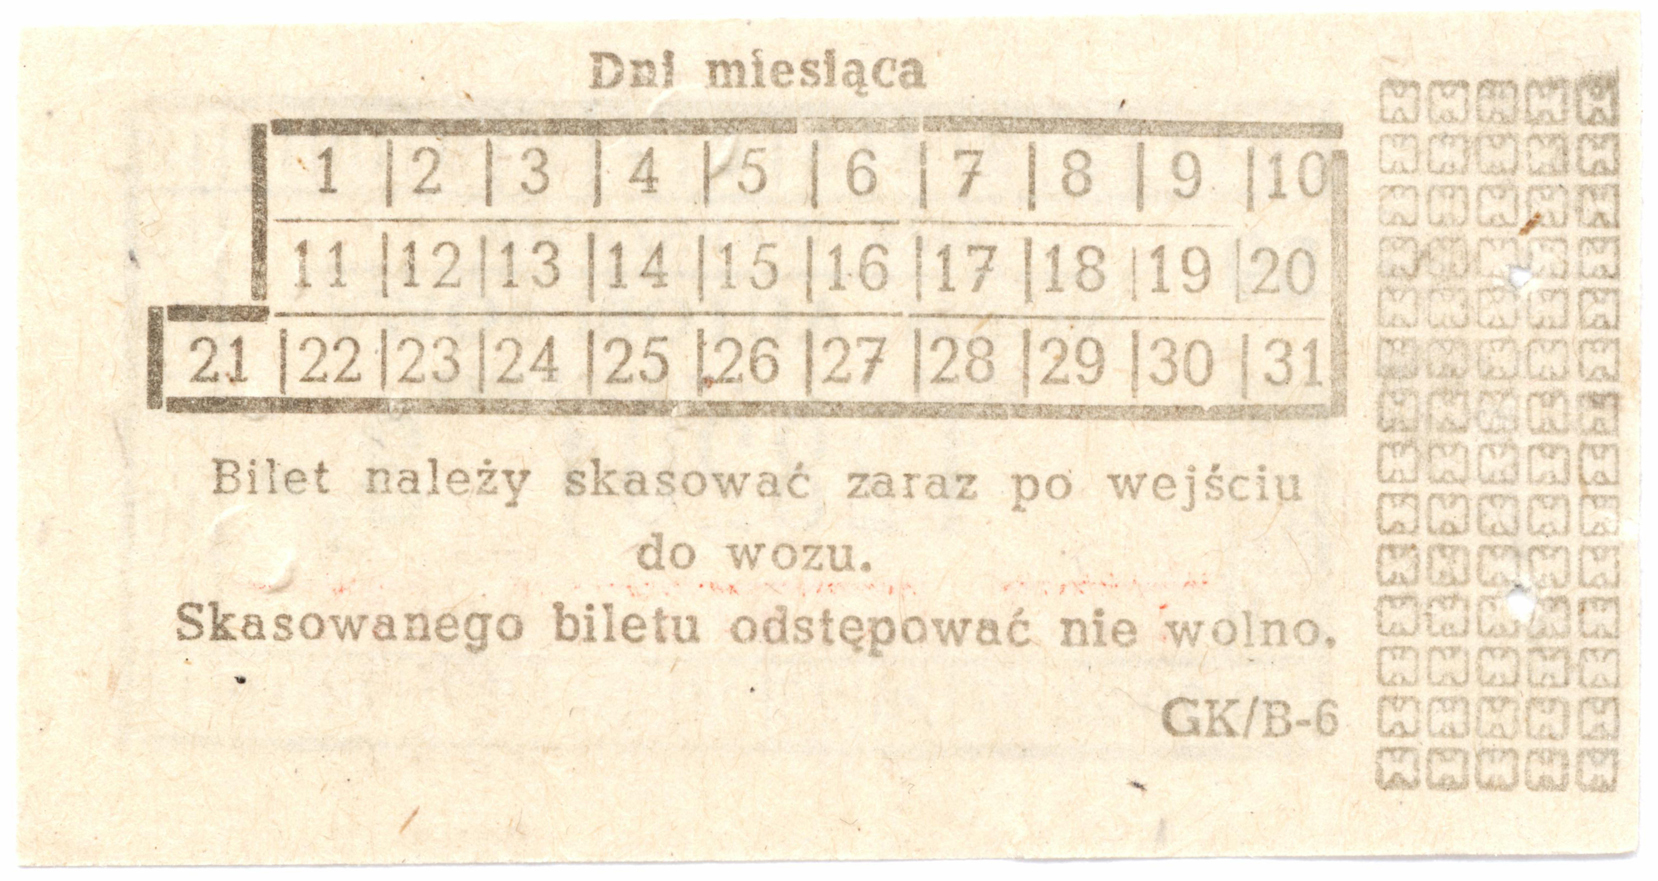 Dni miesiąca
1 | 2 | 3 | 4 | 5 | 6 | 7 | 8 | 9 | 10
11 | 12 | 13 | 14 | 15 | 16 | 17 | 18 | 19 | 20
21 | 22 | 23 | 24 | 25 | 26 | 27 | 28 | 29 | 30 | 31
Bilet należy skasować zaraz po wejściu
do wozu.
Skasowanego biletu odstępować nie wolno.
GK/B-6